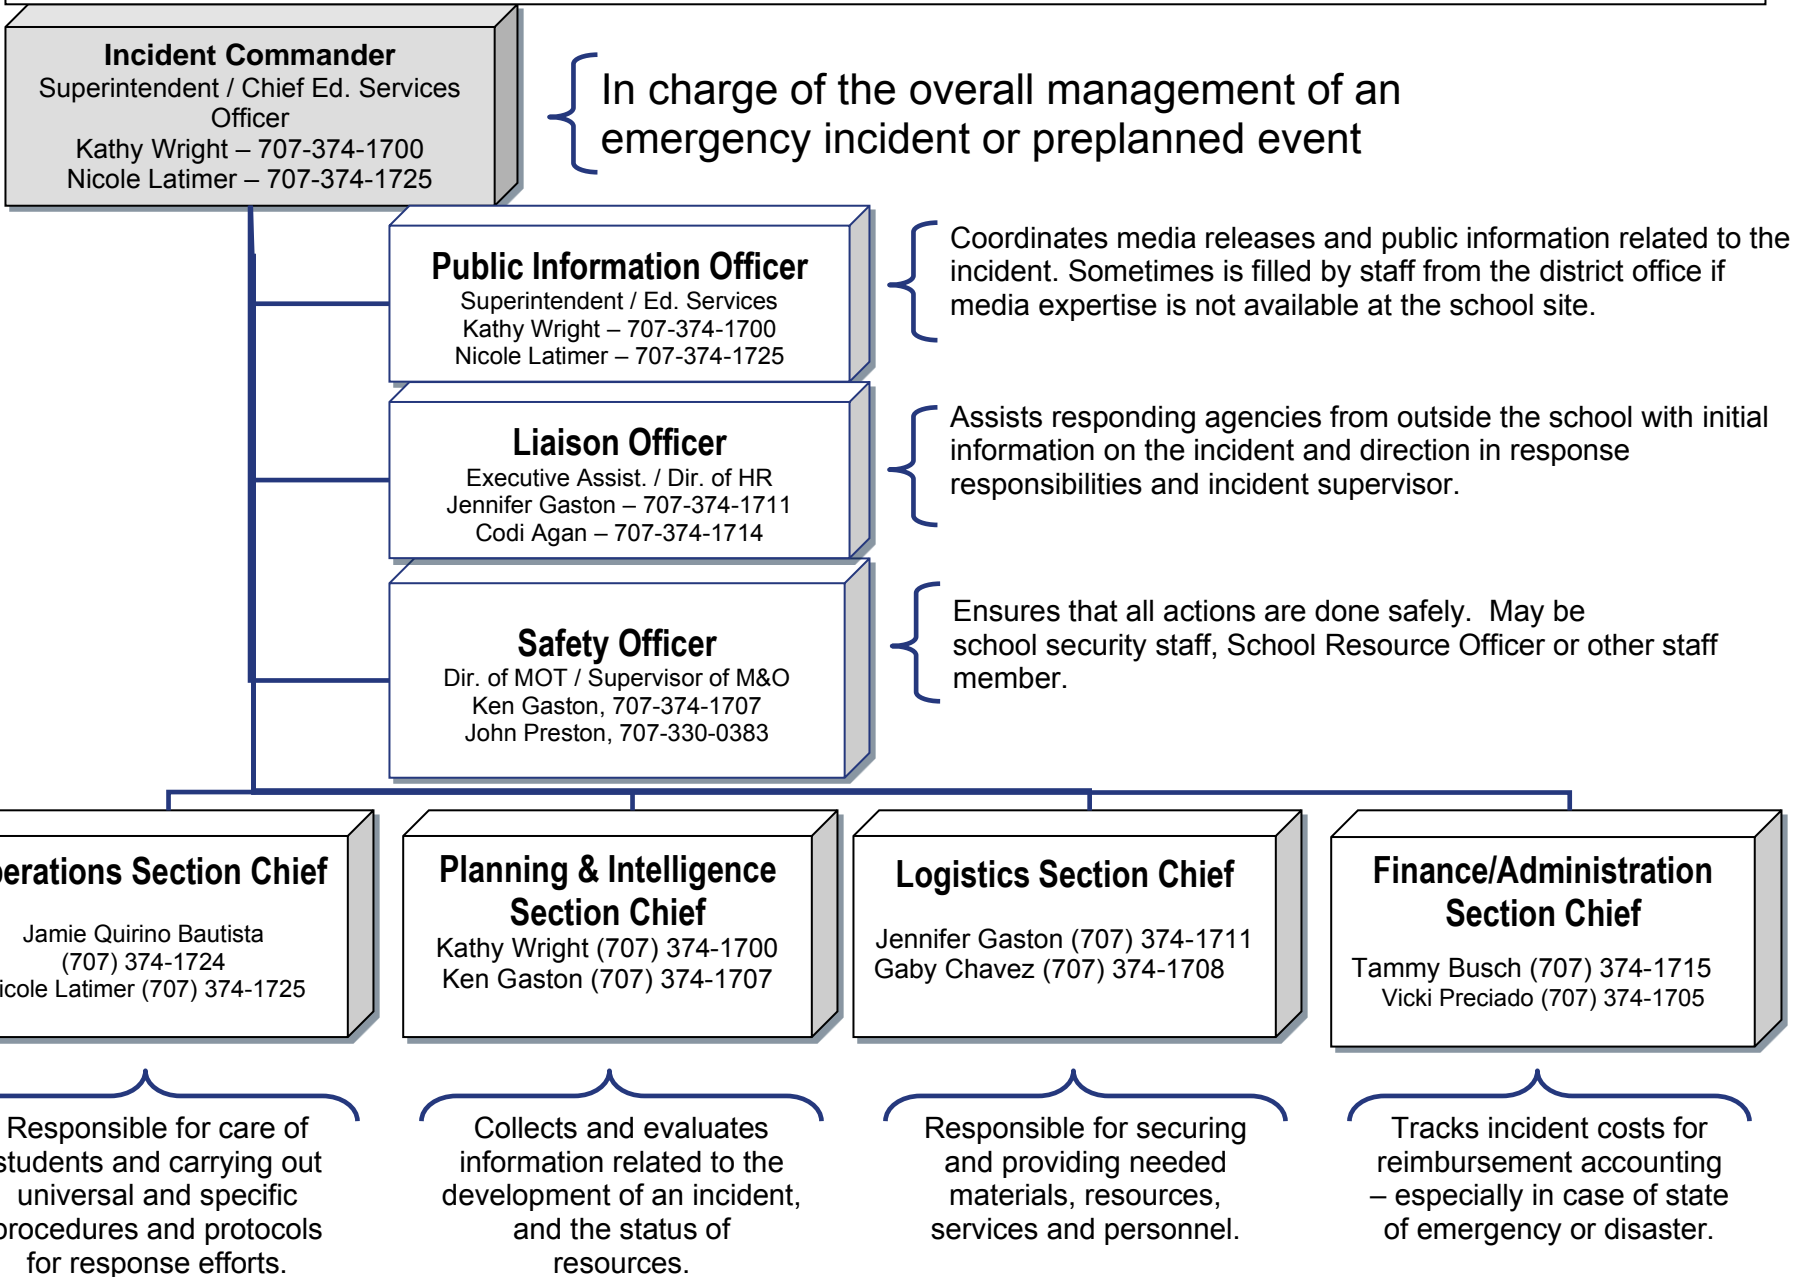 Incident Commander
Superintendent / Chief Ed. Services
Officer
Kathy Wright – 707-374-1700
Nicole Latimer – 707-374-1725
In charge of the overall management of an
emergency incident or preplanned event
Public Information Officer
Superintendent / Ed. Services
Kathy Wright – 707-374-1700
Nicole Latimer – 707-374-1725
Coordinates media releases and public information related to the
incident. Sometimes is filled by staff from the district office if
media expertise is not available at the school site.
Liaison Officer
Executive Assist. / Dir. of HR
Jennifer Gaston – 707-374-1711
Codi Agan – 707-374-1714
Assists responding agencies from outside the school with initial
information on the incident and direction in response
responsibilities and incident supervisor.
Safety Officer
Dir. of MOT / Supervisor of M&O
Ken Gaston, 707-374-1707
John Preston, 707-330-0383
Ensures that all actions are done safely.  May be
school security staff, School Resource Officer or other staff
member.
perations Section Chief
Jamie Quirino Bautista
(707) 374-1724
icole Latimer (707) 374-1725
Planning & Intelligence
Section Chief
Kathy Wright (707) 374-1700
Ken Gaston (707) 374-1707
Logistics Section Chief
Jennifer Gaston (707) 374-1711
Gaby Chavez (707) 374-1708
Finance/Administration
Section Chief
Tammy Busch (707) 374-1715
Vicki Preciado (707) 374-1705
Responsible for care of
students and carrying out
universal and specific
procedures and protocols
for response efforts.
Collects and evaluates
information related to the
development of an incident,
and the status of
resources.
Responsible for securing
and providing needed
materials, resources,
services and personnel.
Tracks incident costs for
reimbursement accounting
– especially in case of state
of emergency or disaster.